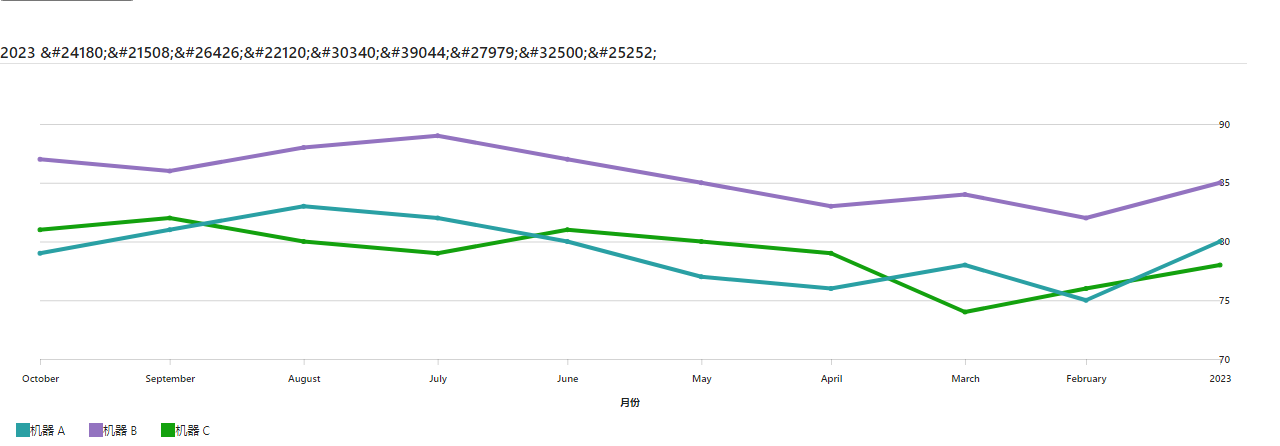 2023 &#24180;&#21508;&#26426;&#22120;&#30340;&#39044;&#27979;&#32500;&#25252;
90
85
80
75
70
October September August July June May April March February 2023
月份
机器 A 机器 B 机器 C